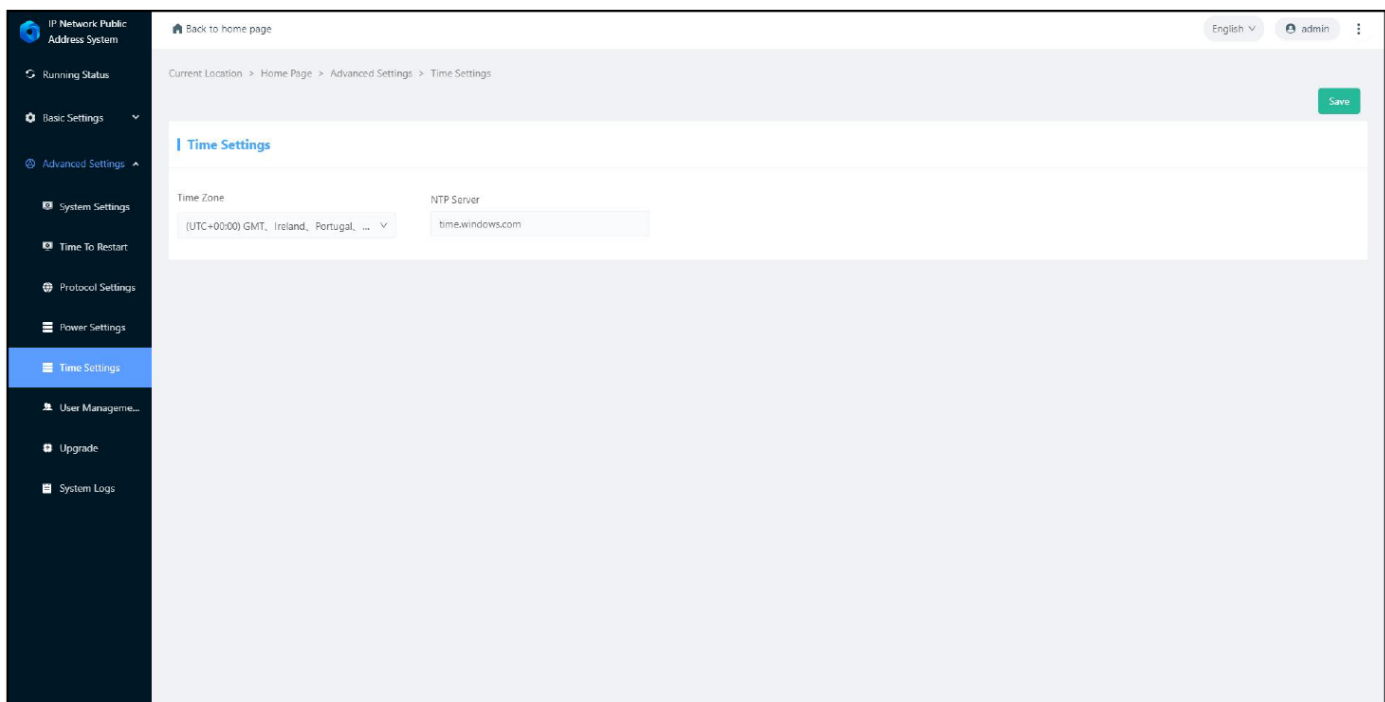 IP Network Public
Address System
Back to home page
English
admin
Running Status
Basic Settings
Advanced Settings
System Settings
Time To Restart
Protocol Settings
Power Settings
Time Settings
User Manageme...
Upgrade
System Logs
Current Location > Home Page > Advanced Settings > Time Settings
Save
Time Settings
Time Zone
(UTC+00:00) GMT、Ireland、Portugal、...
NTP Server
time.windows.com